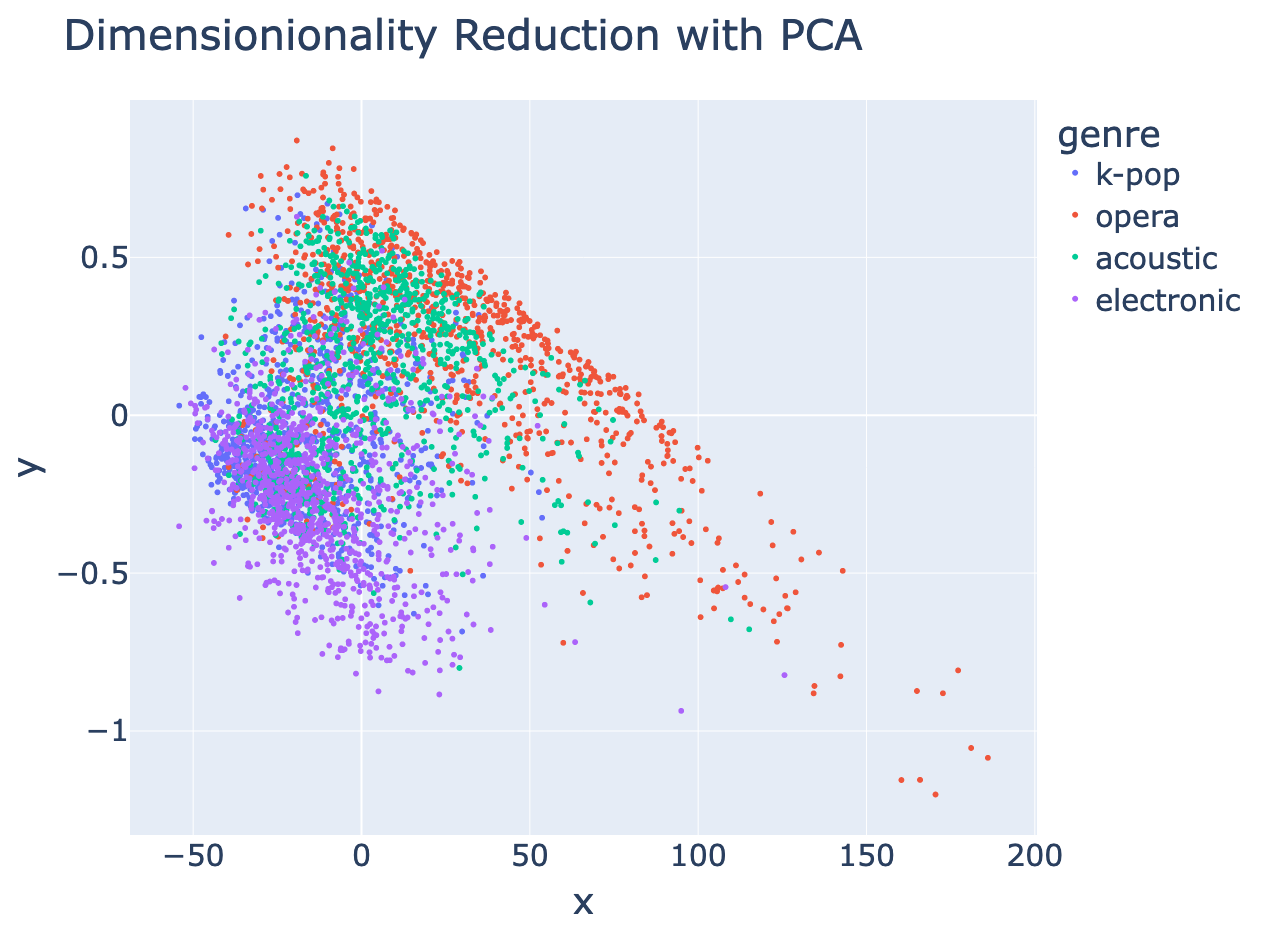 Dimensionionality Reduction with PCA
genre
k-pop
opera
acoustic
electronic
0.5
0
−0.5
−1
y
−50 0 50 100 150 200
x